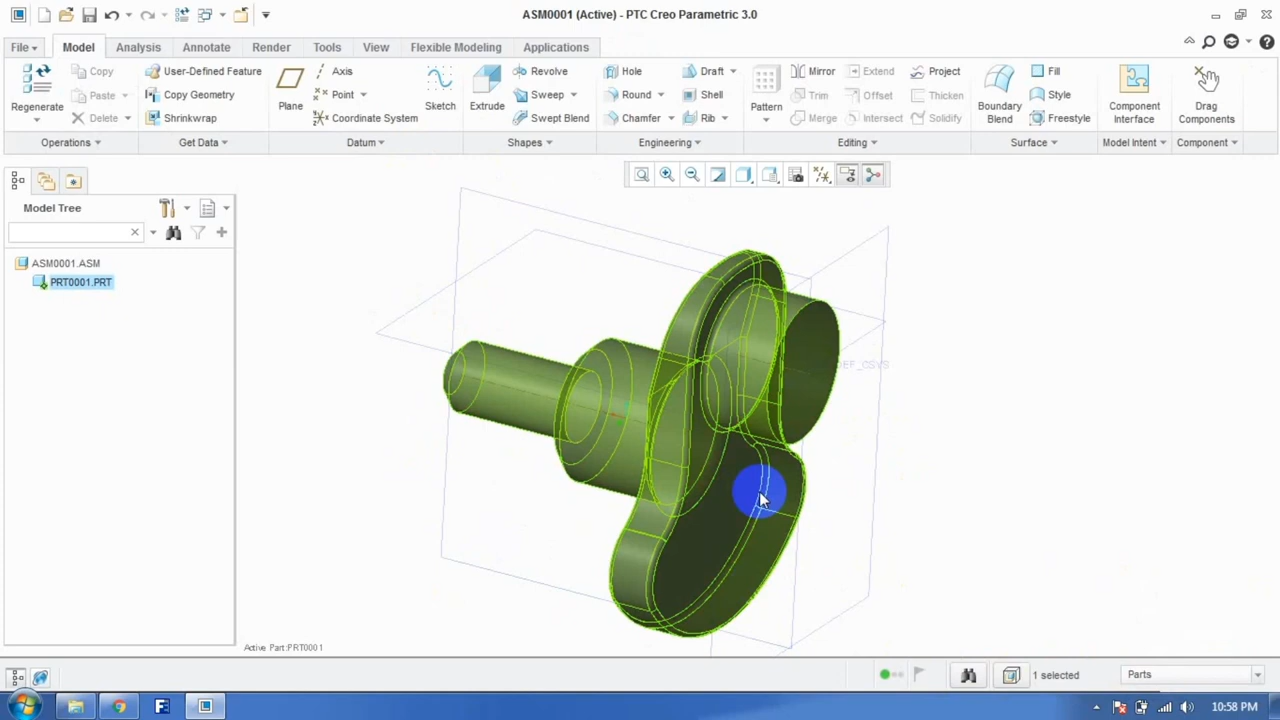 ASM0001 (Active) - PTC Creo Parametric 3.0
File Model Analysis Annotate Render Tools View Flexible Modeling Applications
Regenerate
Copy
Paste
Delete
Operations
User-Defined Feature
Copy Geometry
Shrinkwrap
Get Data
Plane
Axis
Point
Coordinate System
Datum
Sketch
Extrude
Revolve
Sweep
Swept Blend
Shapes
Hole
Round
Chamfer
Draft
Shell
Rib
Engineering
Pattern
Mirror
Trim
Merge
Extend
Offset
Intersect
Project
Thicken
Solidify
Editing
Boundary
Blend
Fill
Style
Freestyle
Surface
Component
Interface
Model Intent
Drag
Components
Component
Model Tree
ASM0001.ASM
PRT0001.PRT
EF_CSYS
Active Part:PRT0001
1 selected
Parts
10:58 PM